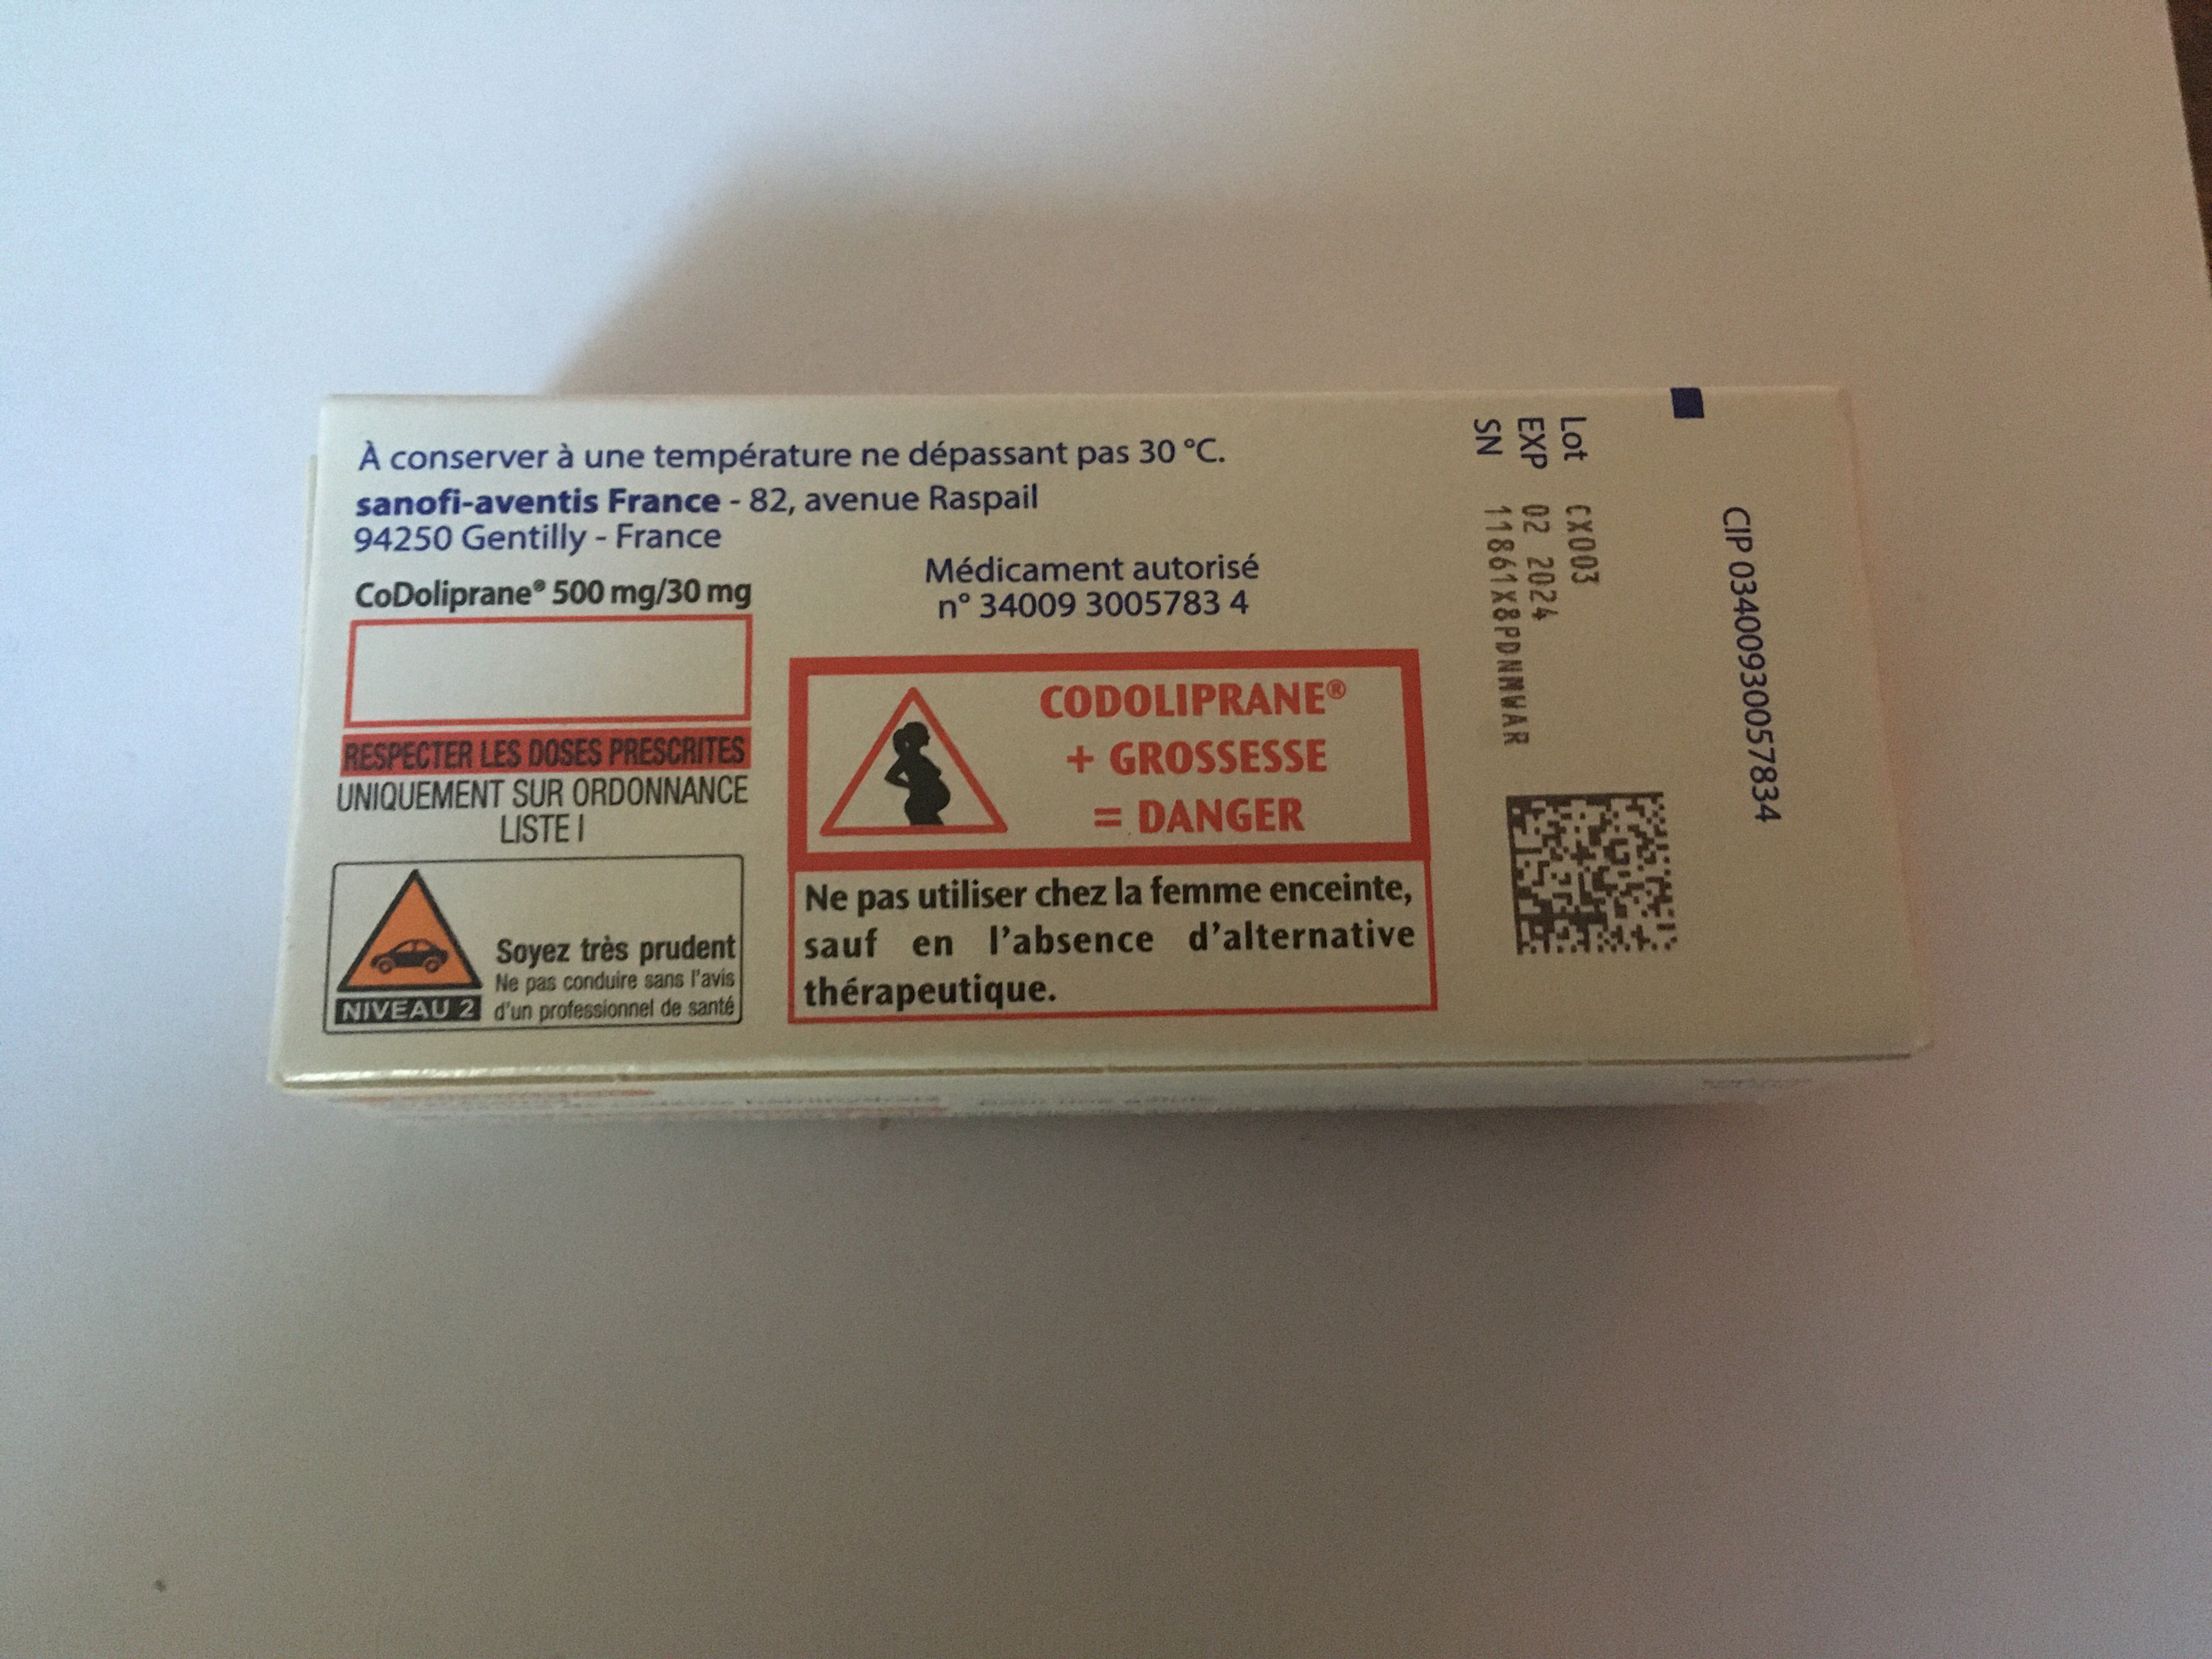 À conserver à une température ne dépassant pas 30 °C.
sanofi-aventis France - 82, avenue Raspail
94250 Gentilly - France
CoDoliprane® 500 mg/30 mg
RESPECTER LES DOSES PRESCRITES
UNIQUEMENT SUR ORDONNANCE
LISTE I
Soyez très prudent
Ne pas conduire sans l'avis
d'un professionnel de santé
NIVEAU 2
Médicament autorisé
n° 34009 3005783 4
CODOLIPRANE®
+ GROSSESSE
= DANGER
Ne pas utiliser chez la femme enceinte,
sauf en l'absence d'alternative
thérapeutique.
Lot CX003
EXP 02 2024
SN 11861X8PDNMWAR
CIP 03400930057834